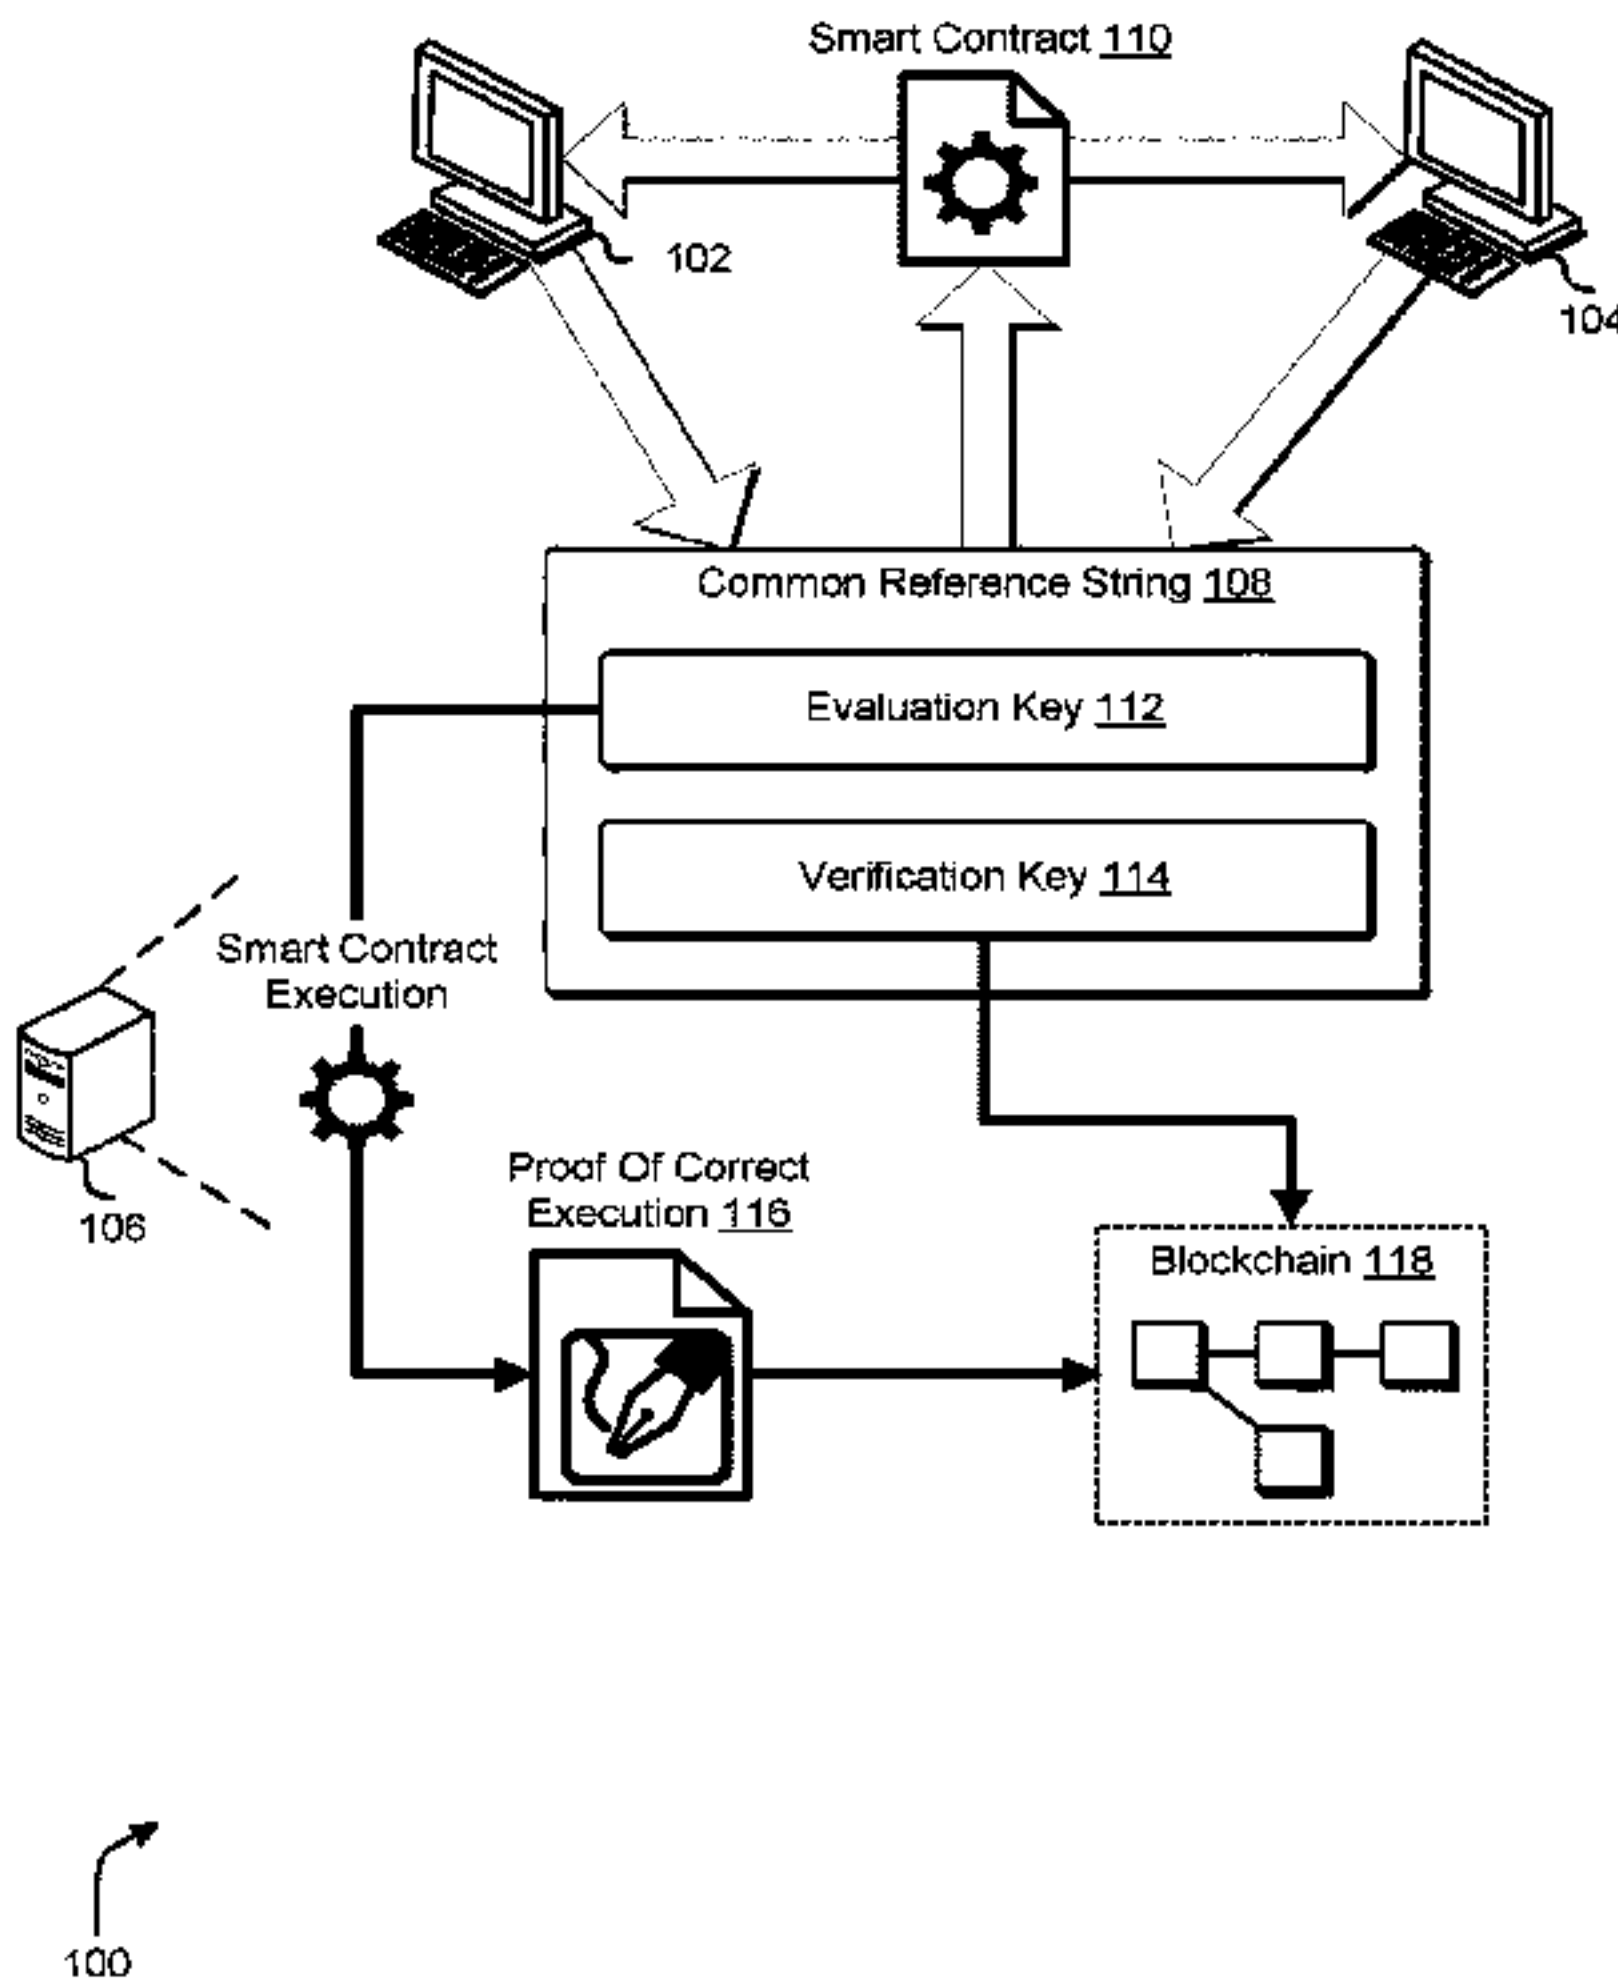 Smart Contract 110
102
104
Common Reference String 108
Evaluation Key 112
Verification Key 114
Smart Contract
Execution
106
Proof Of Correct
Execution 116
Blockchain 118
100